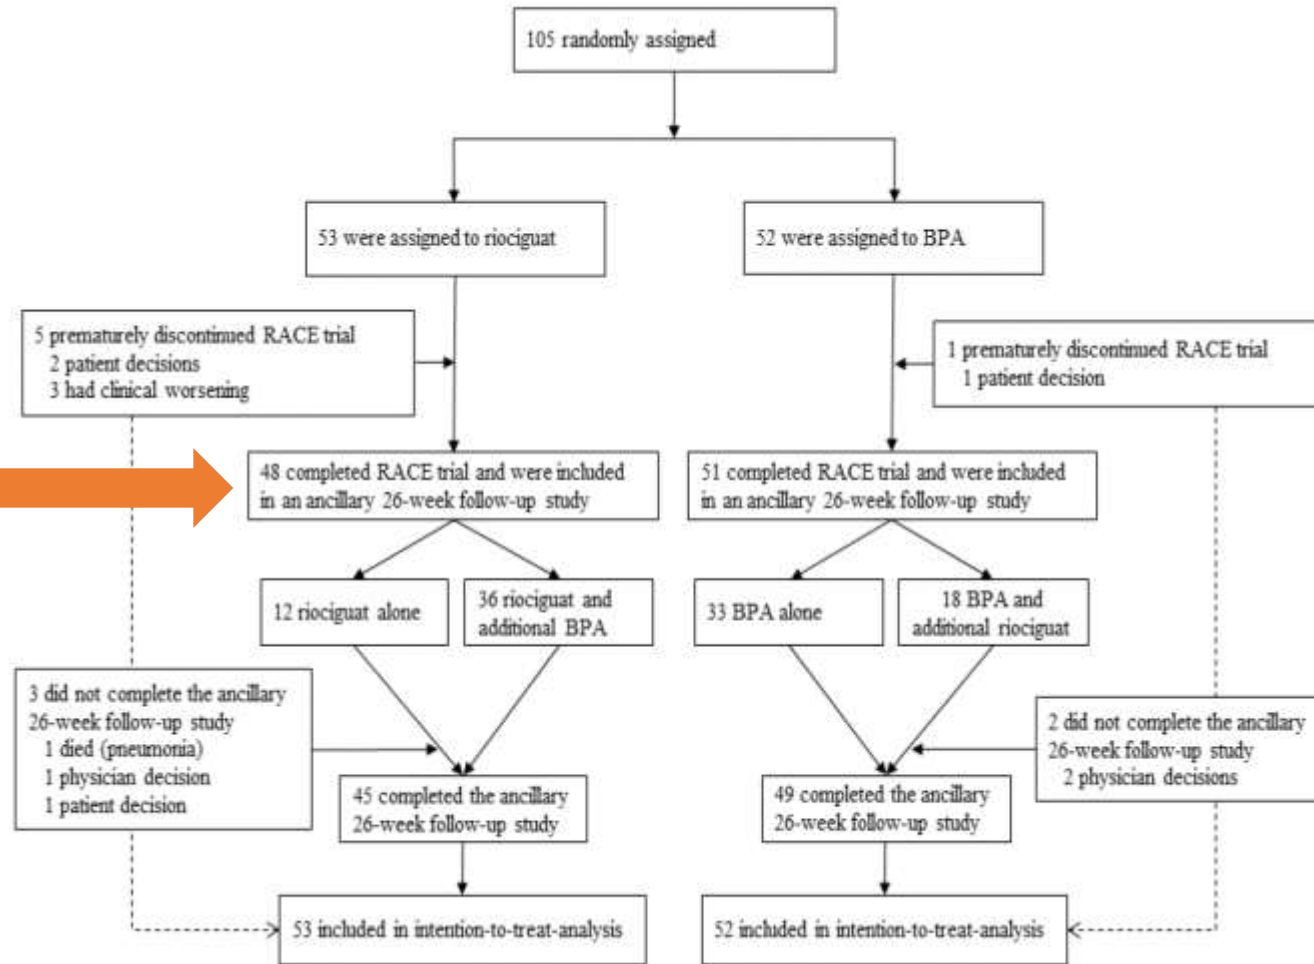 105 randomly assigned
53 were assigned to riociguat
52 were assigned to BPA
5 prematurely discontinued RACE trial
2 patient decisions
3 had clinical worsening
1 prematurely discontinued RACE trial
1 patient decision
48 completed RACE trial and were included
in an ancillary 26-week follow-up study
51 completed RACE trial and were included
in an ancillary 26-week follow-up study
12 riociguat alone
36 riociguat and
additional BPA
33 BPA alone
18 BPA and
additional riociguat
3 did not complete the ancillary
26-week follow-up study
1 died (pneumonia)
1 physician decision
1 patient decision
2 did not complete the ancillary
26-week follow-up study
2 physician decisions
45 completed the ancillary
26-week follow-up study
49 completed the ancillary
26-week follow-up study
53 included in intention-to-treat-analysis
52 included in intention-to-treat-analysis